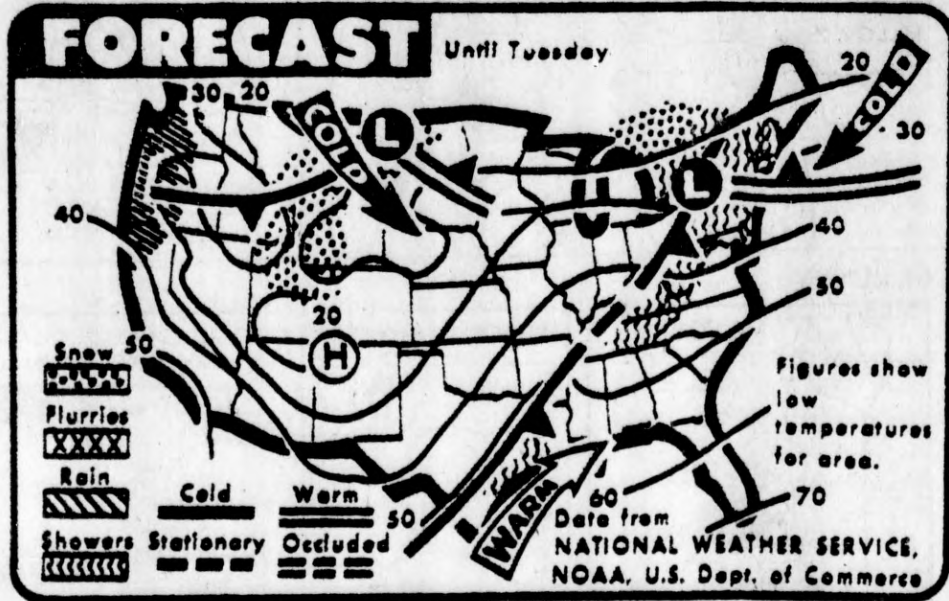 FORECAST
Until Tuesday
30 20
20
COLD
COLD
30
L
L
40
40
50
20
H
50
Snow
Flurries
Rain
Showers
Cold
Warm
Stationary
Occluded
50
WARM
60
70
Figures show
low
temperatures
for area.
Data from
NATIONAL WEATHER SERVICE,
NOAA, U.S. Dept. of Commerce